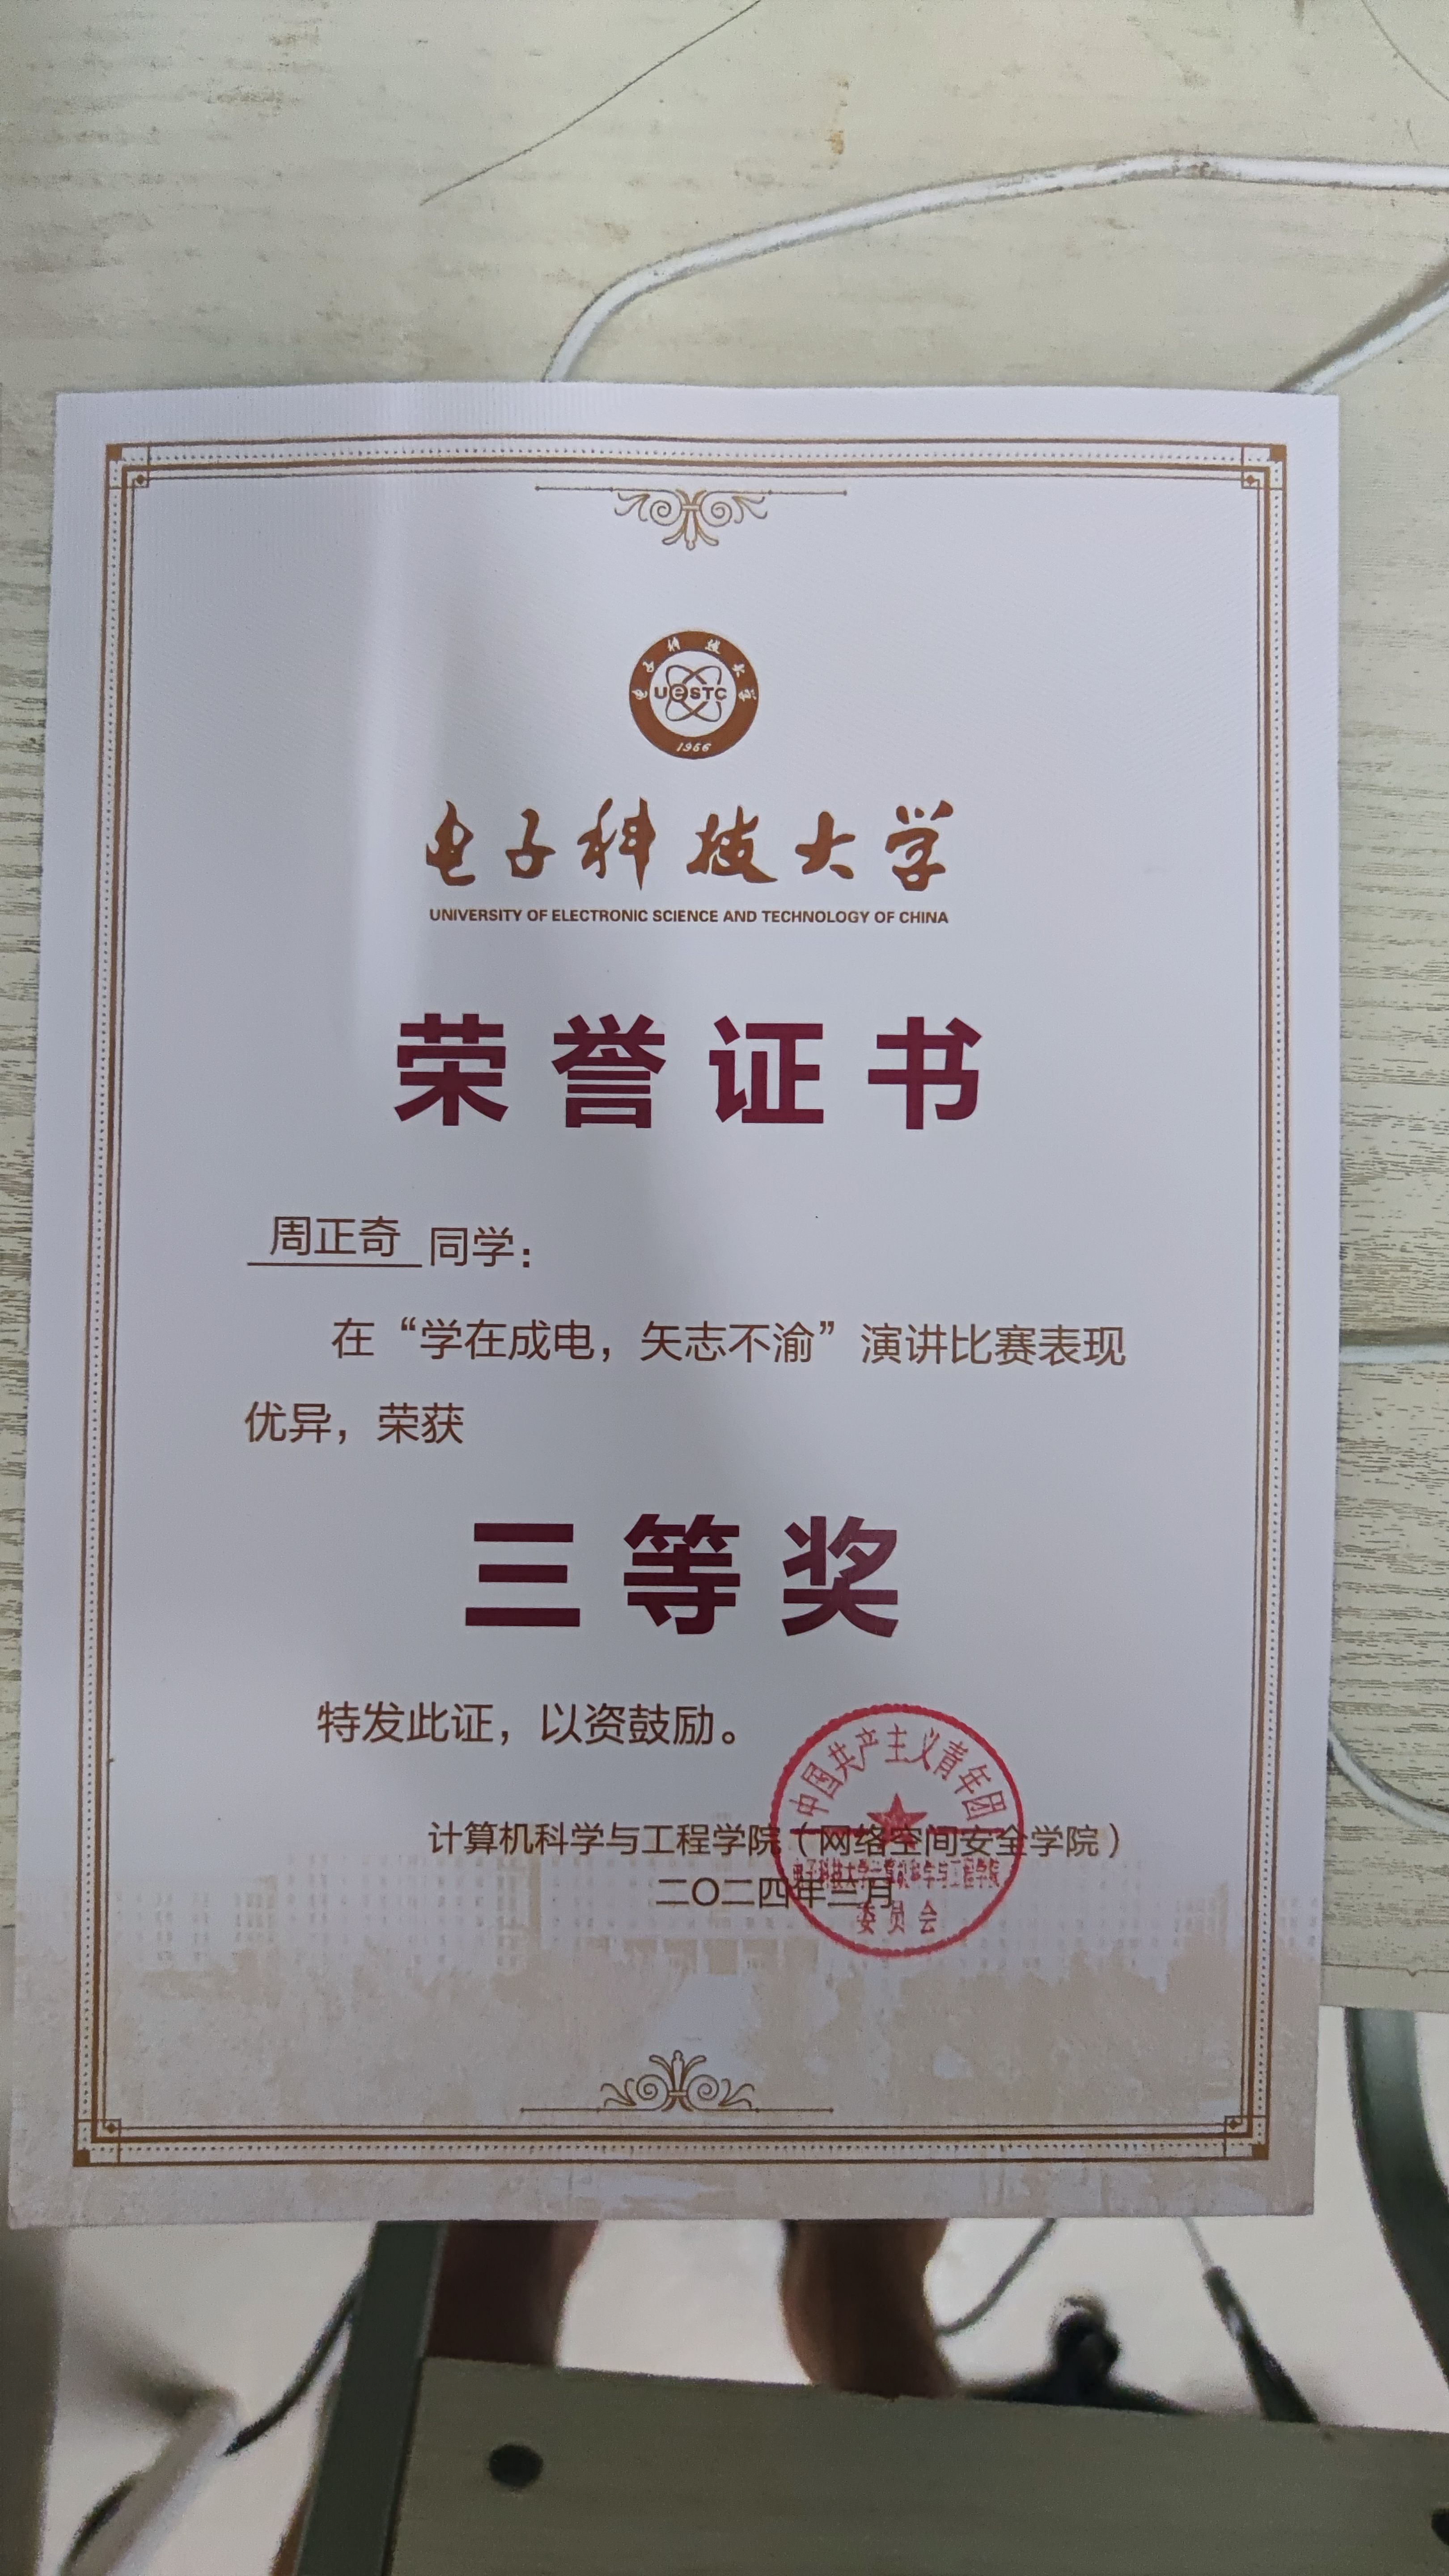 电子科技大学
UESTC
1956
电子科技大学
UNIVERSITY OF ELECTRONIC SCIENCE AND TECHNOLOGY OF CHINA
荣誉证书
周正奇 同学:
在“学在成电，矢志不渝”演讲比赛表现
优异，荣获
三等奖
特发此证，以资鼓励。
中国共产主义青年团
计算机科学与工程学院（网络空间安全学院）
电子科技大学计算机科学与工程学院
二〇二四年三月
委员会